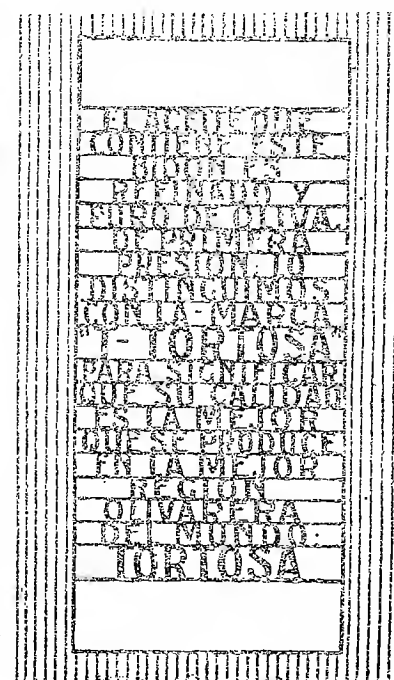 EL ACEITE QUE
CONTIENE ESTE
BIDON ES
REFINADO Y
PURO DE OLIVA
DE PRIMERA
PRESION: LO
DISTINGUIMOS
CON LA MARCA
"T-TORTOSA"
PARA SIGNIFICAR
QUE SU CALIDAD
ES LA MEJOR
QUE SE PRODUCE
EN LA MEJOR
REGION
OLIVARERA
DEL MUNDO:
TORTOSA